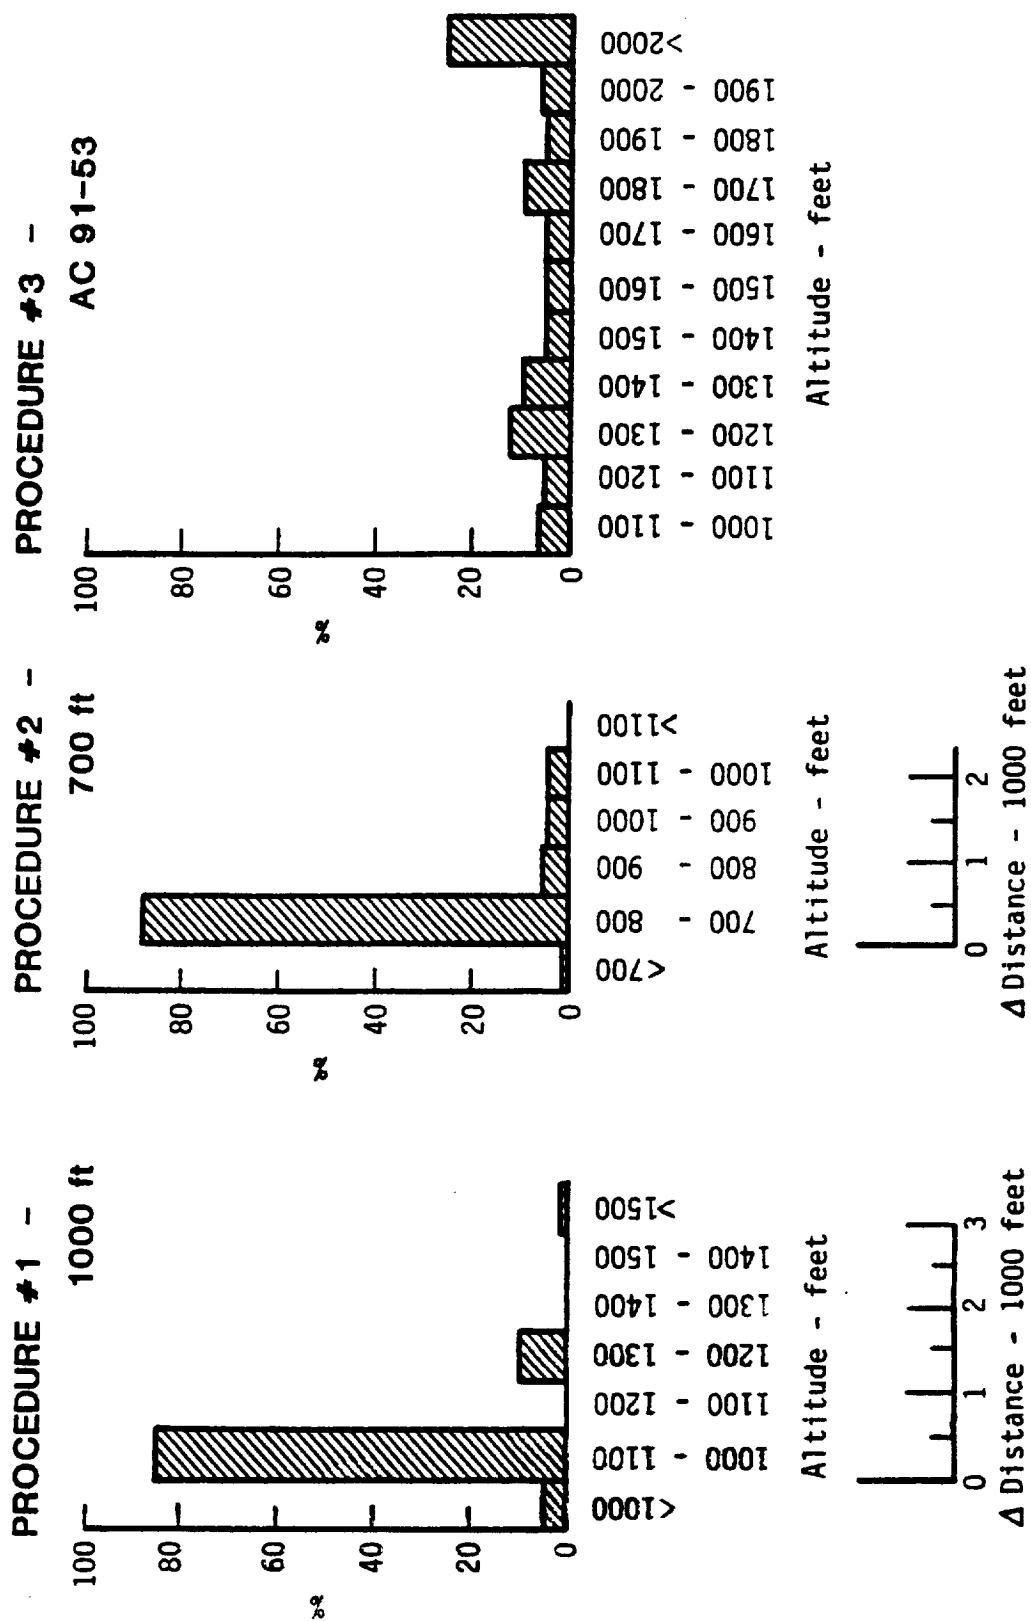 PROCEDURE #1 -
1000 ft
100
80
60
40
20
0
%
<1000
1000 - 1100
1100 - 1200
1200 - 1300
1300 - 1400
1400 - 1500
>1500
Altitude - feet
0
1
2
3
Δ Distance - 1000 feet
PROCEDURE #2 -
700 ft
100
80
60
40
20
0
%
<700
700 - 800
800 - 900
900 - 1000
1000 - 1100
>1100
Altitude - feet
0
1
2
Δ Distance - 1000 feet
PROCEDURE #3 -
AC 91-53
100
80
60
40
20
0
%
1000 - 1100
1100 - 1200
1200 - 1300
1300 - 1400
1400 - 1500
1500 - 1600
1600 - 1700
1700 - 1800
1800 - 1900
1900 - 2000
>2000
Altitude - feet